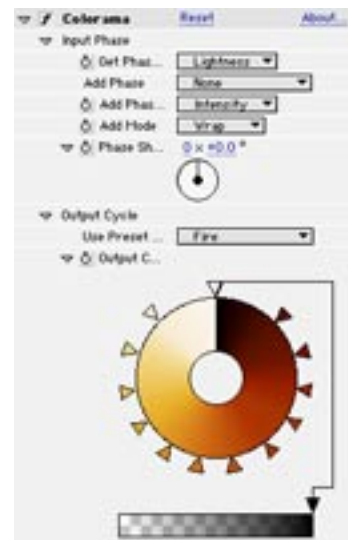 Colorama Reset About...
Input Phase
Get Phas... Lightness
Add Phase None
Add Phas... Intensity
Add Mode Wrap
Phase Sh... 0 x +0.0 °
Output Cycle
Use Preset ... Fire
Output C...